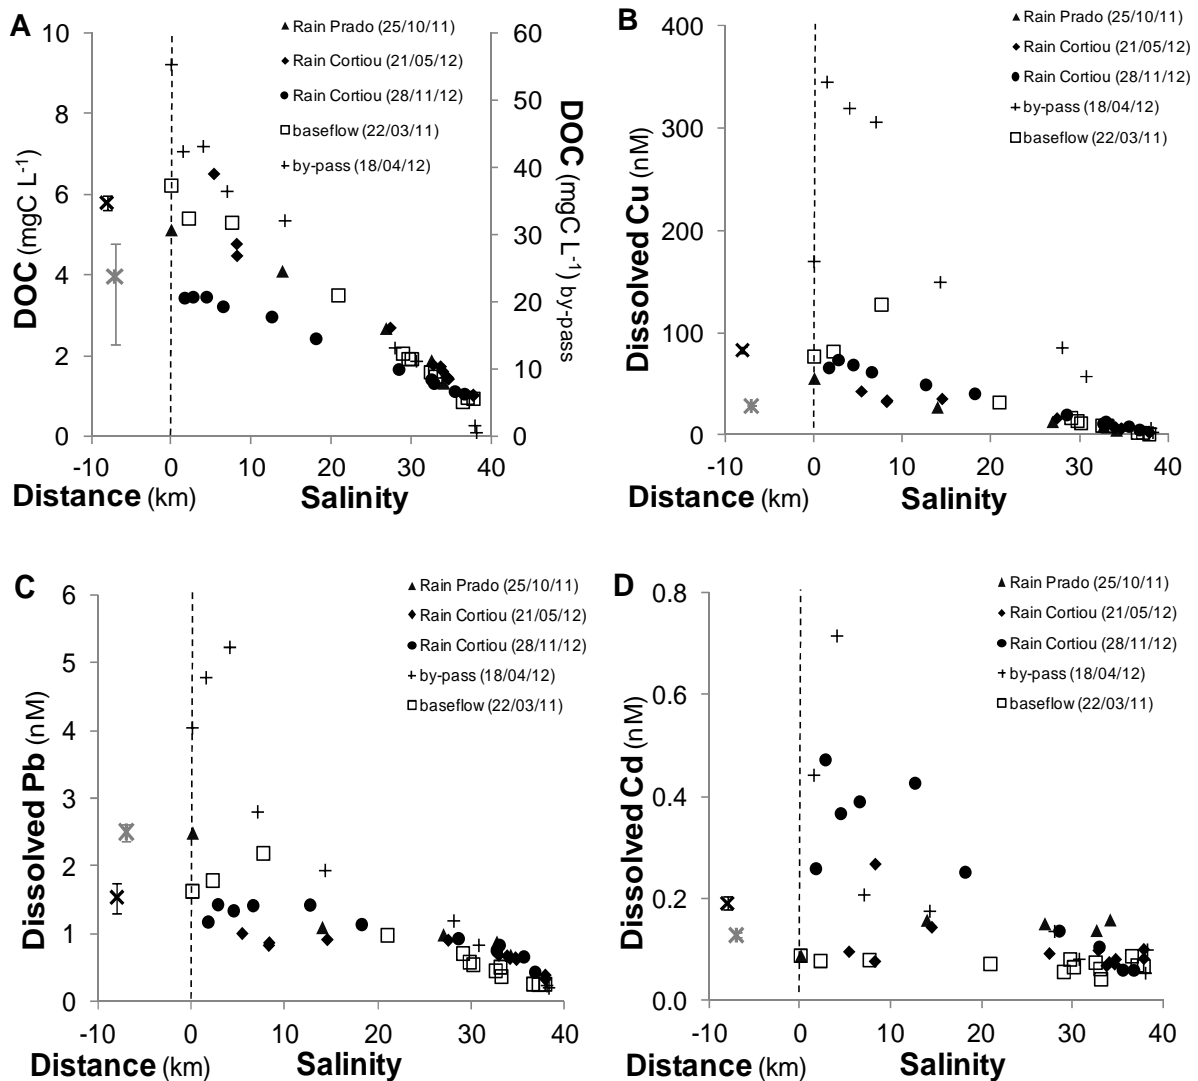 A
Rain Prado (25/10/11)
Rain Cortiou (21/05/12)
Rain Cortiou (28/11/12)
baseflow (22/03/11)
by-pass (18/04/12)
DOC (mgC L-1)
10
8
6
4
2
0
60
50
40
30
20
10
0
DOC (mgC L-1) by-pass
-10 0 10 20 30 40
Distance (km) Salinity
B
Rain Prado (25/10/11)
Rain Cortiou (21/05/12)
Rain Cortiou (28/11/12)
by-pass (18/04/12)
baseflow (22/03/11)
Dissolved Cu (nM)
400
300
200
100
0
-10 0 10 20 30 40
Distance (km) Salinity
C
Rain Prado (25/10/11)
Rain Cortiou (21/05/12)
Rain Cortiou (28/11/12)
by-pass (18/04/12)
baseflow (22/03/11)
Dissolved Pb (nM)
6
5
4
3
2
1
0
-10 0 10 20 30 40
Distance (km) Salinity
D
Rain Prado (25/10/11)
Rain Cortiou (21/05/12)
Rain Cortiou (28/11/12)
by-pass (18/04/12)
baseflow (22/03/11)
Dissolved Cd (nM)
0.8
0.6
0.4
0.2
0.0
-10 0 10 20 30 40
Distance (km) Salinity